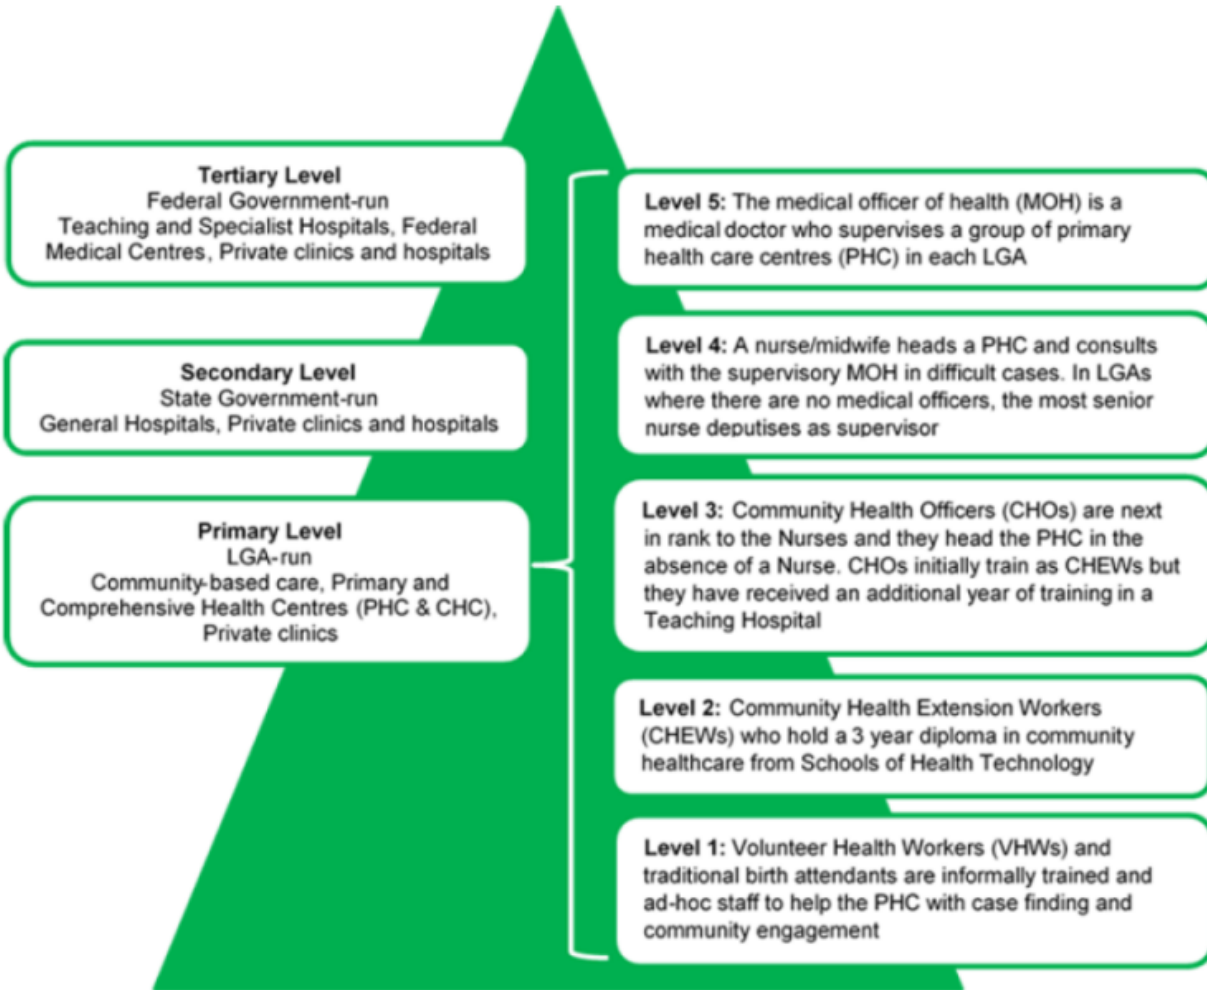 Tertiary Level
Federal Government-run
Teaching and Specialist Hospitals, Federal
Medical Centres, Private clinics and hospitals
Secondary Level
State Government-run
General Hospitals, Private clinics and hospitals
Primary Level
LGA-run
Community-based care, Primary and
Comprehensive Health Centres (PHC & CHC),
Private clinics
Level 5: The medical officer of health (MOH) is a
medical doctor who supervises a group of primary
health care centres (PHC) in each LGA
Level 4: A nurse/midwife heads a PHC and consults
with the supervisory MOH in difficult cases. In LGAs
where there are no medical officers, the most senior
nurse deputises as supervisor
Level 3: Community Health Officers (CHOs) are next
in rank to the Nurses and they head the PHC in the
absence of a Nurse. CHOs initially train as CHEWs but
they have received an additional year of training in a
Teaching Hospital
Level 2: Community Health Extension Workers
(CHEWs) who hold a 3 year diploma in community
healthcare from Schools of Health Technology
Level 1: Volunteer Health Workers (VHWs) and
traditional birth attendants are informally trained and
ad-hoc staff to help the PHC with case finding and
community engagement